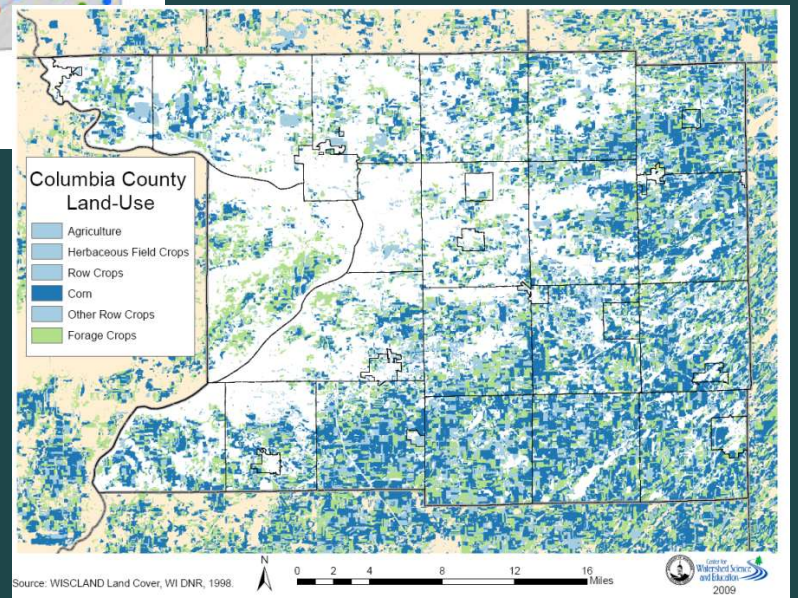 Columbia County
Land-Use
Agriculture
Herbaceous Field Crops
Row Crops
Corn
Other Row Crops
Forage Crops
Source: WISCLAND Land Cover, WI DNR, 1998.
N
0 2 4 8 12 16
Miles
Center for
Watershed Science
and Education
2009